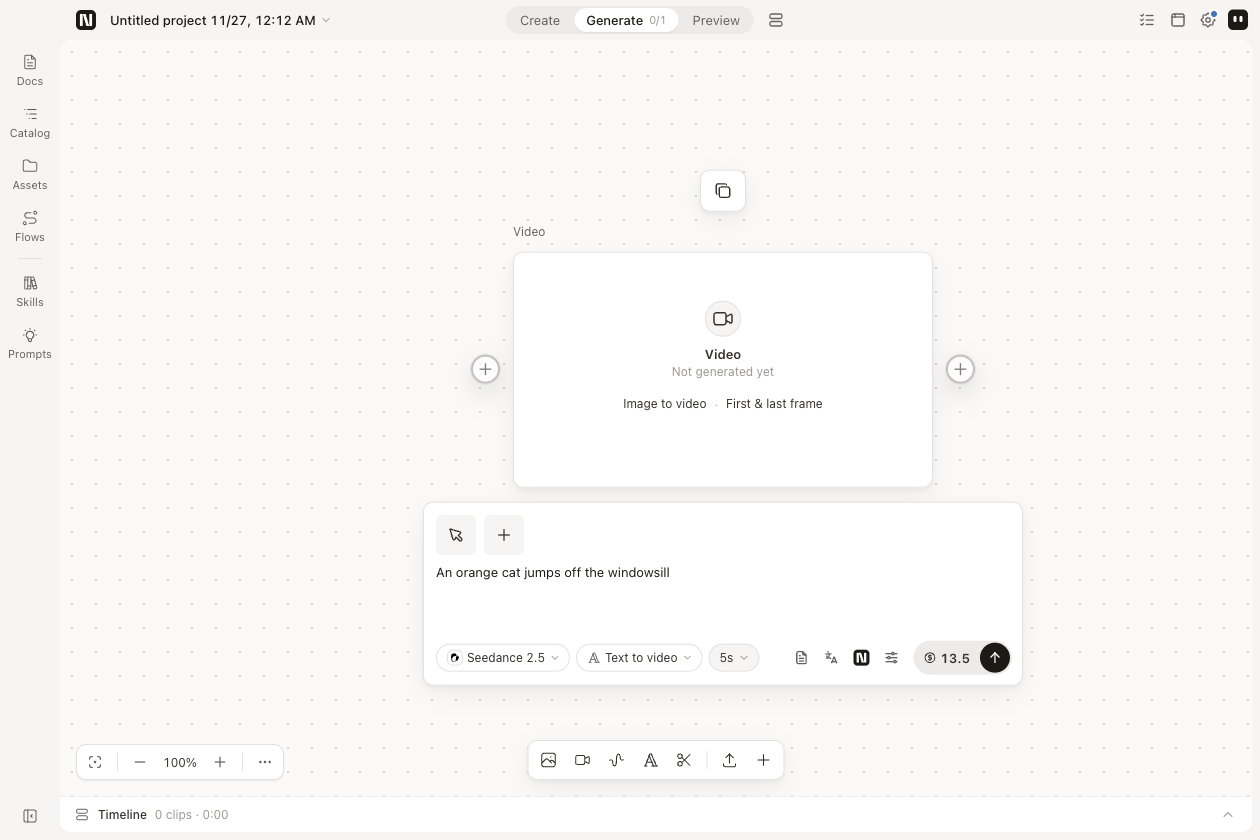 Untitled project 11/27, 12:12 AM
Create
Generate 0/1
Preview
Docs
Catalog
Assets
Flows
Skills
Prompts
Video
Video
Not generated yet
Image to video · First & last frame
An orange cat jumps off the windowsill
Seedance 2.5
Text to video
5s
13.5
100%
Timeline 0 clips · 0:00